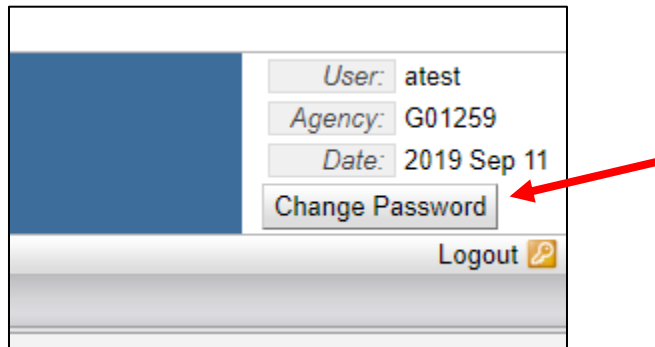 User: atest
Agency: G01259
Date: 2019 Sep 11
Change Password
Logout